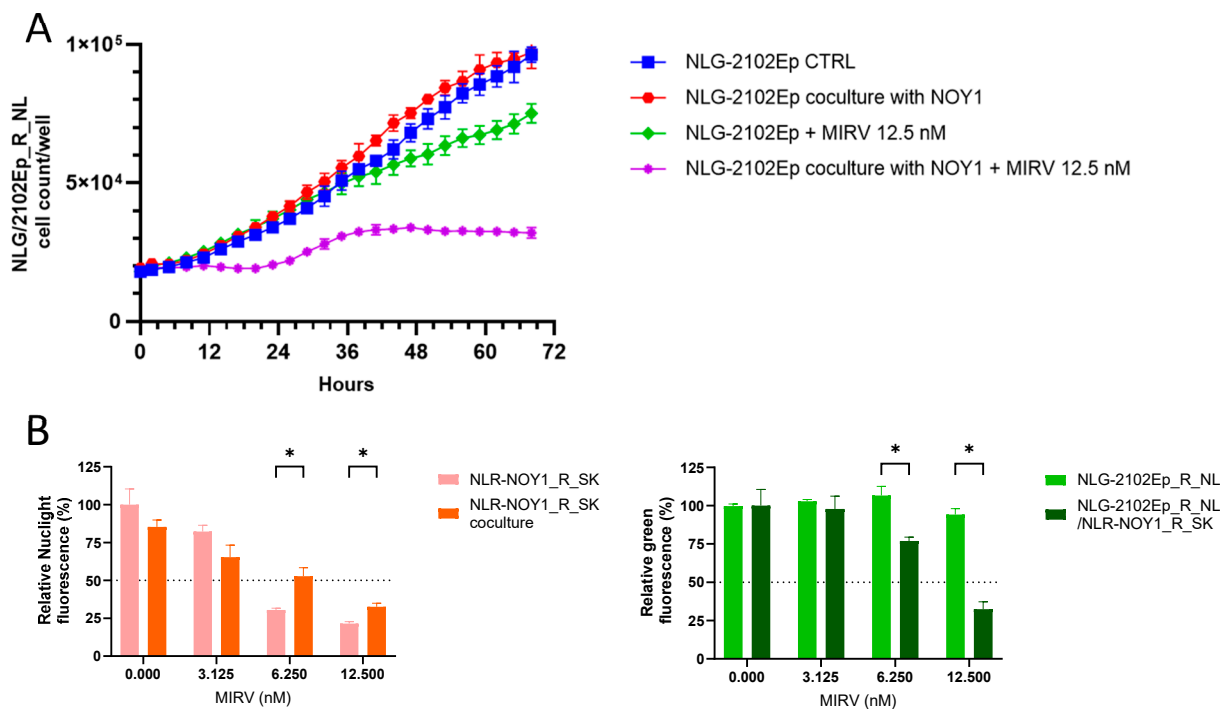 A
NLG/2102Ep_R_NL
cell count/well
1×10⁵
5×10⁴
0
0 12 24 36 48 60 72
Hours
NLG-2102Ep CTRL
NLG-2102Ep coculture with NOY1
NLG-2102Ep + MIRV 12.5 nM
NLG-2102Ep coculture with NOY1 + MIRV 12.5 nM
B
Relative Nuclight
fluorescence (%)
125
100
75
50
25
0
* *
0.000 3.125 6.250 12.500
MIRV (nM)
NLR-NOY1_R_SK
NLR-NOY1_R_SK
coculture
Relative green
fluorescence (%)
125
100
75
50
25
0
* *
0.000 3.125 6.250 12.500
MIRV (nM)
NLG-2102Ep_R_NL
NLG-2102Ep_R_NL
/NLR-NOY1_R_SK